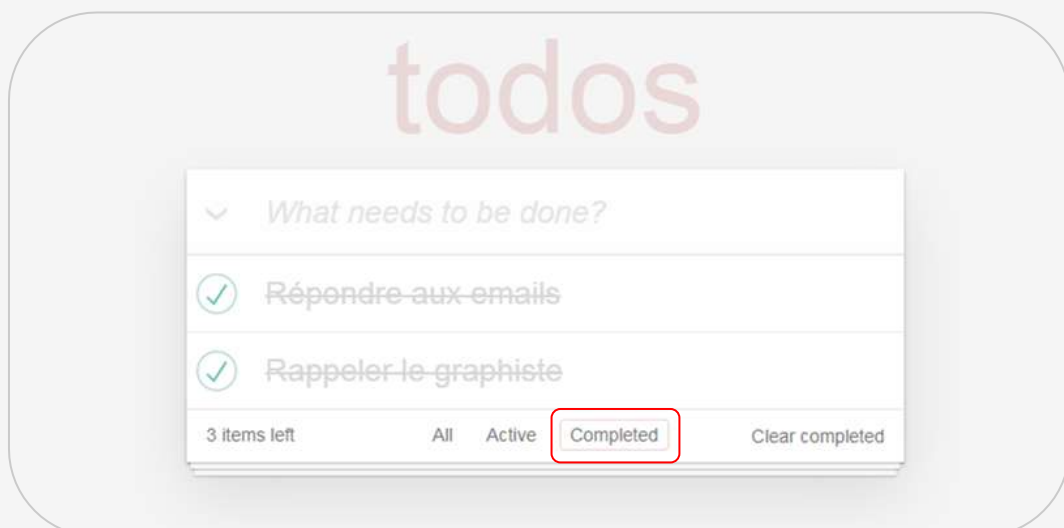 todos
What needs to be done?
Répondre aux emails
Rappeler le graphiste
3 items left All Active Completed Clear completed